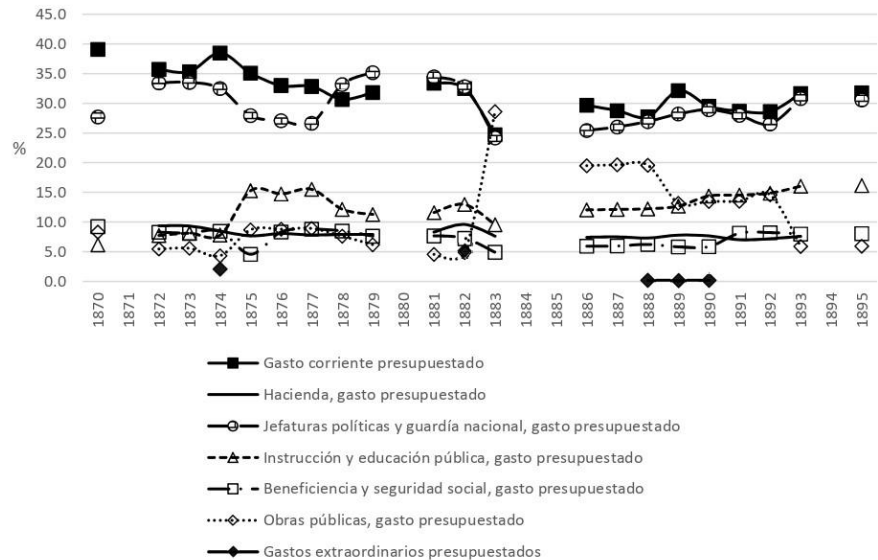 45.0
40.0
35.0
30.0
25.0
%
20.0
15.0
10.0
5.0
0.0
1870 1871 1872 1873 1874 1875 1876 1877 1878 1879 1880 1881 1882 1883 1884 1885 1886 1887 1888 1889 1890 1891 1892 1893 1894 1895
Gasto corriente presupuestado
Hacienda, gasto presupuestado
Jefaturas políticas y guardía nacional, gasto presupuestado
Instrucción y educación pública, gasto presupuestado
Beneficiencia y seguridad social, gasto presupuestado
Obras públicas, gasto presupuestado
Gastos extraordinarios presupuestados